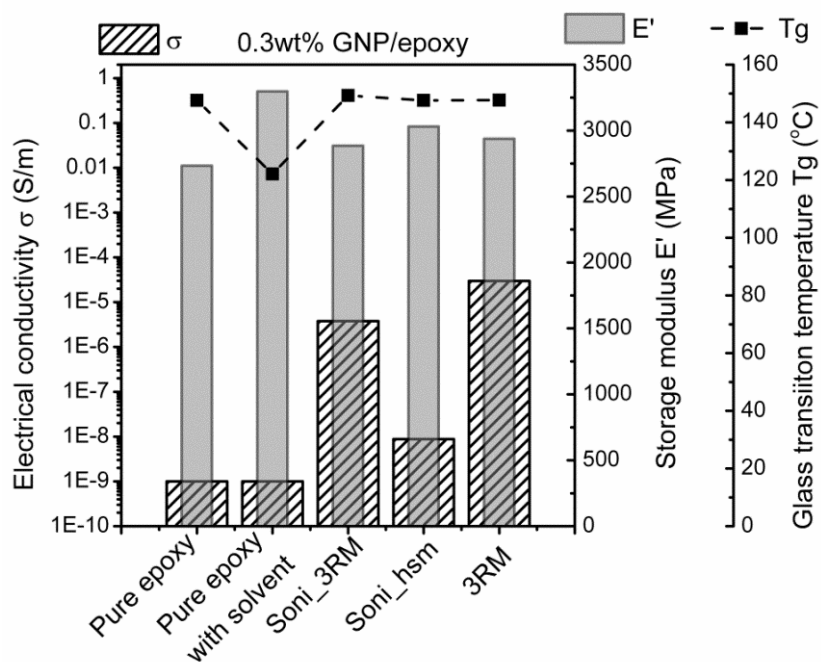 σ 0.3wt% GNP/epoxy E' Tg
Electrical conductivity σ (S/m)
1
0.1
0.01
1E-3
1E-4
1E-5
1E-6
1E-7
1E-8
1E-9
1E-10
3500
3000
2500
2000
1500
1000
500
0
Storage modulus E' (MPa)
160
140
120
100
80
60
40
20
0
Glass transiiton temperature Tg (°C)
Pure epoxy
Pure epoxy
with solvent
Soni_3RM
Soni_hsm
3RM